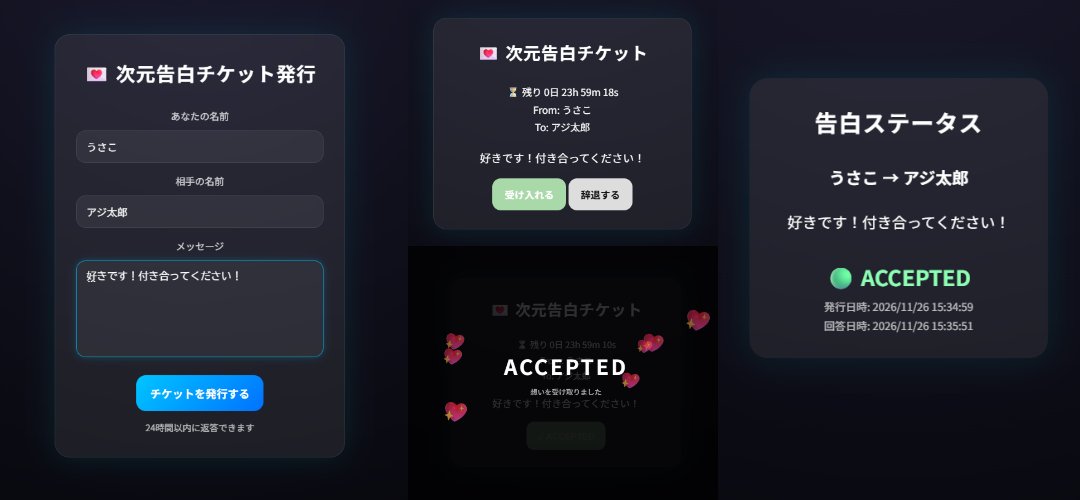 次元告白チケット発行
あなたの名前
うさこ
相手の名前
アジ太郎
メッセージ
好きです！付き合ってください！
チケットを発行する
24時間以内に返答できます
次元告白チケット
残り 0日 23h 59m 18s
From: うさこ
To: アジ太郎
好きです！付き合ってください！
受け入れる
辞退する
次元告白チケット
残り 0日 23h 59m 10s
ACCEPTED
想いを受け取りました
好きです！付き合ってください！
ACCEPTED
告白ステータス
うさこ → アジ太郎
好きです！付き合ってください！
ACCEPTED
発行日時: 2026/11/26 15:34:59
回答日時: 2026/11/26 15:35:51